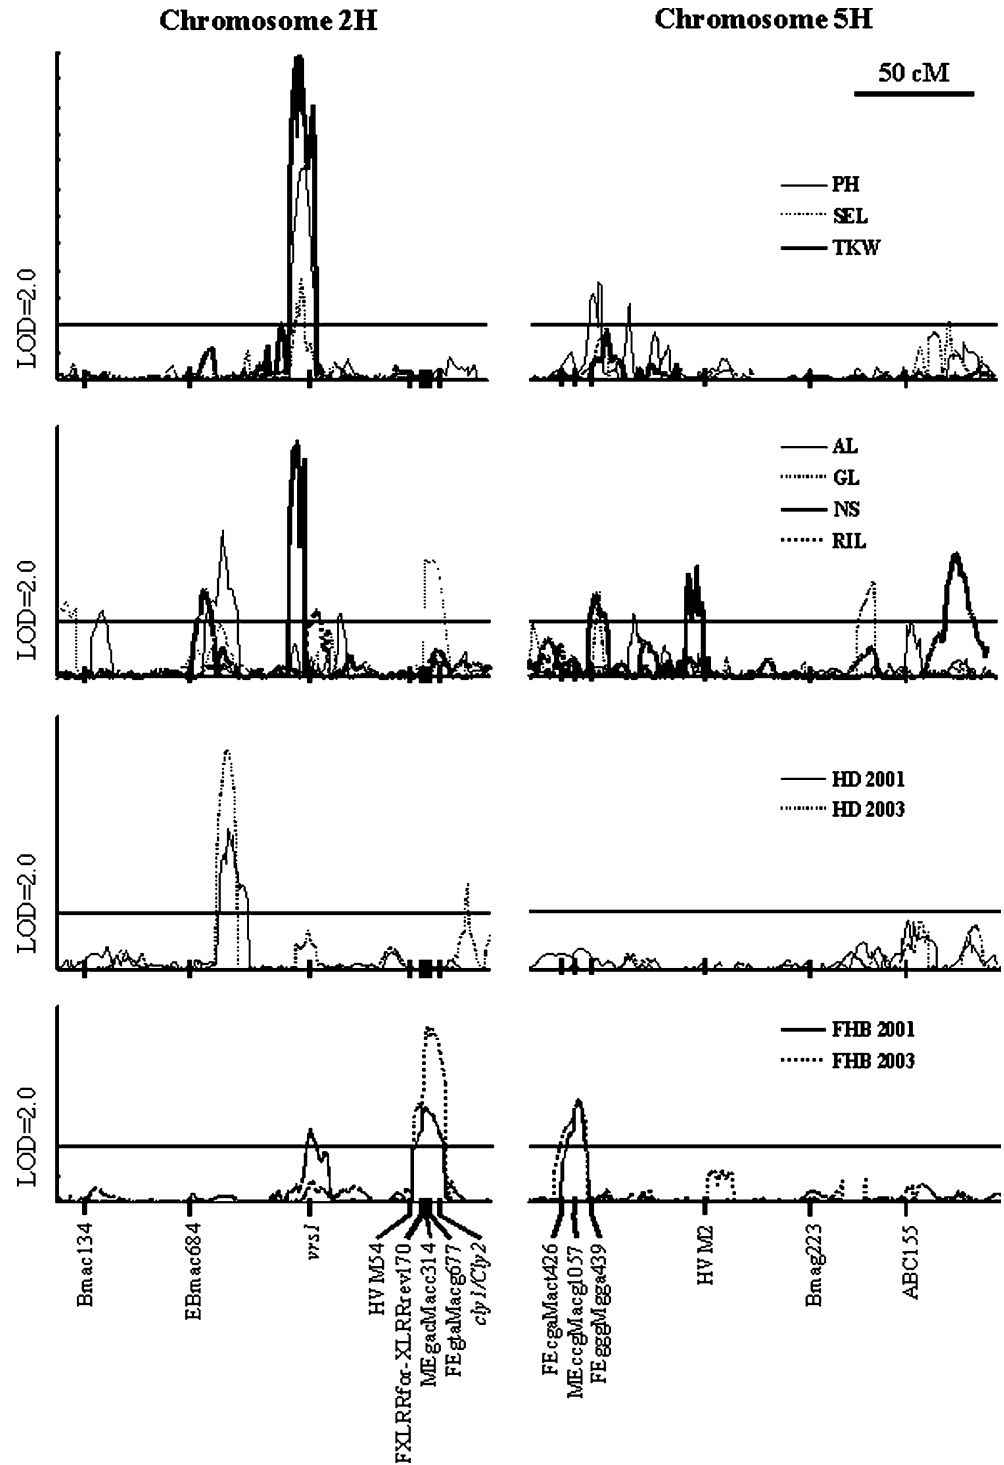 Chromosome 2H
Chromosome 5H
50 cM
LOD=2.0
PH
SEL
TKW
LOD=2.0
AL
GL
NS
RIL
LOD=2.0
HD 2001
HD 2003
LOD=2.0
FHB 2001
FHB 2003
Bmac134
EBmac684
vrs1
HVM54
FXLRRfor-XLRRrev170
MEgacMacc314
FEgtaMacg677
cly1/Cly2
FEcgaMact426
MEccgMacg1057
FEgggMgga439
HVM2
Bmag223
ABC155